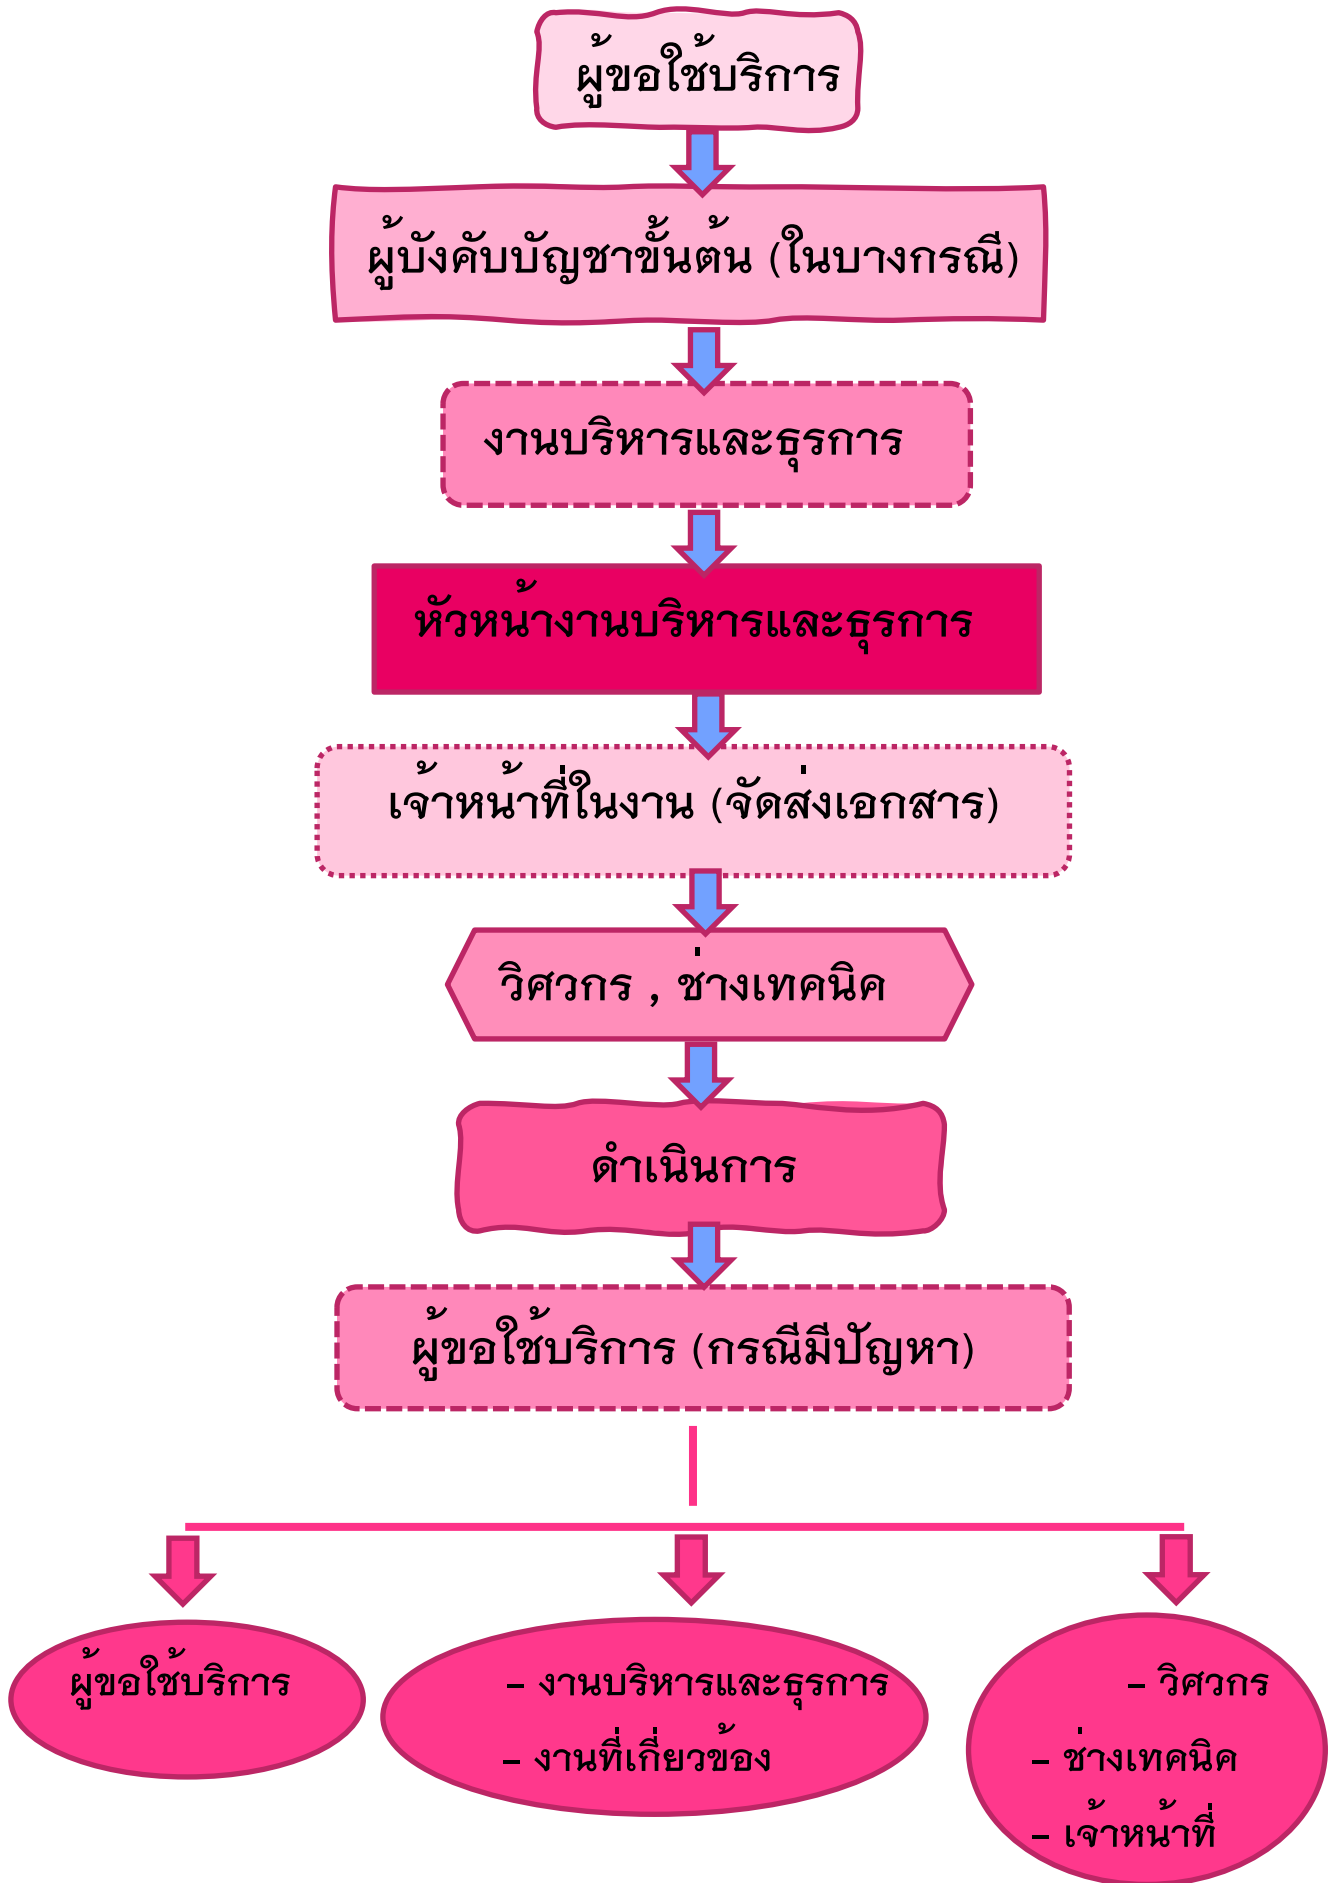 ผู้ขอใช้บริการ
ผู้บังคับบัญชาขั้นต้น (ในบางกรณี)
งานบริหารและธุรการ
หัวหน้างานบริหารและธุรการ
เจ้าหน้าที่ในงาน (จัดส่งเอกสาร)
วิศวกร , ช่างเทคนิค
ดำเนินการ
ผู้ขอใช้บริการ (กรณีมีปัญหา)
ผู้ขอใช้บริการ
- งานบริหารและธุรการ
- งานที่เกี่ยวข้อง
- วิศวกร
- ช่างเทคนิค
- เจ้าหน้าที่